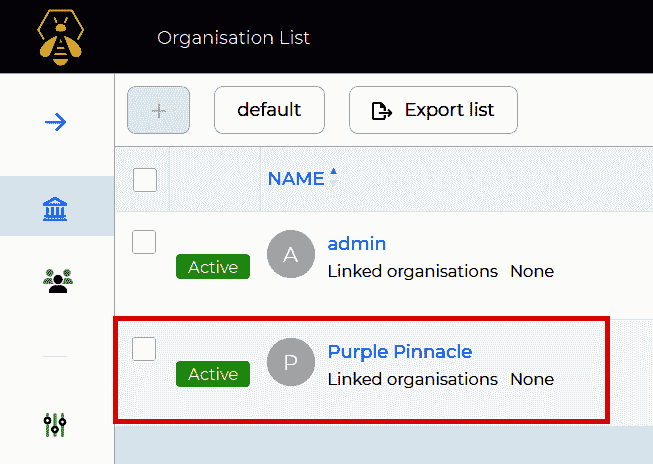 Organisation List
+
default
Export list
NAME
A
admin
Active
Linked organisations None
P
Purple Pinnacle
Active
Linked organisations None